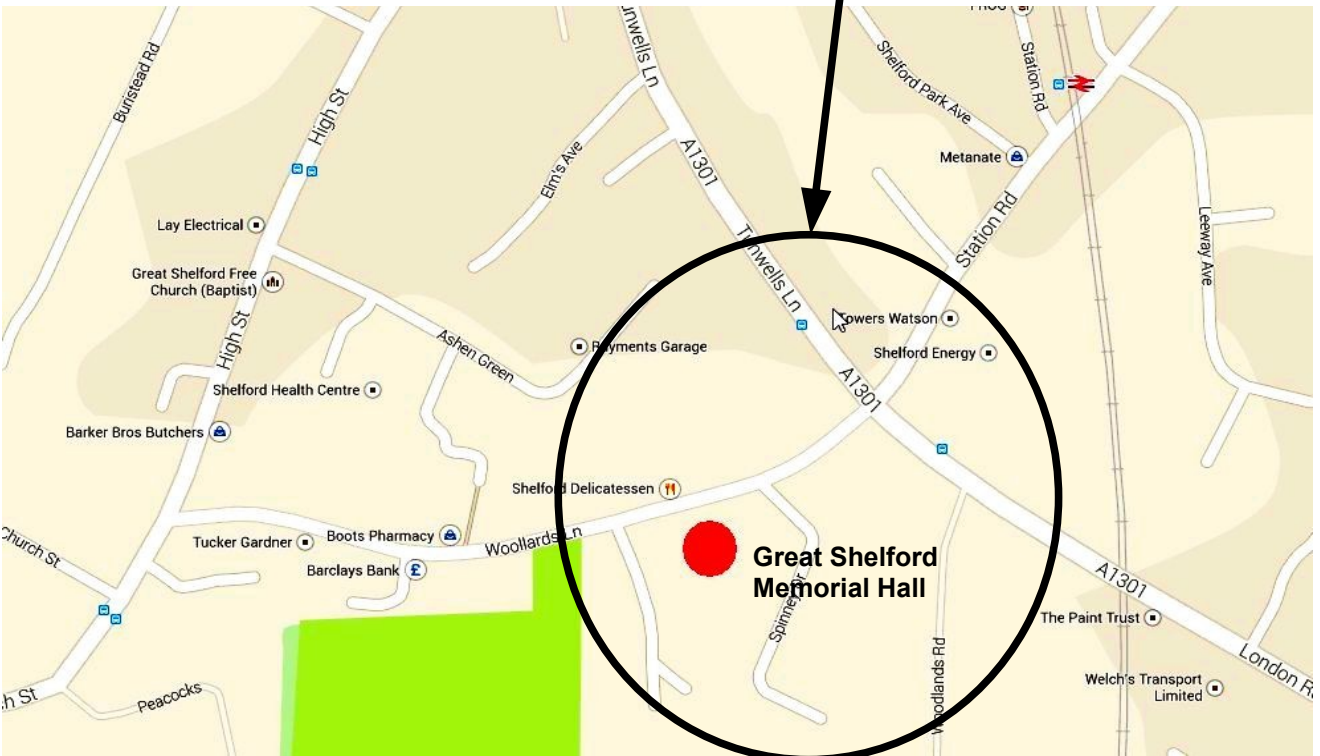 Bunstead Rd
High St
Tunwells Ln
A1301
Elm's Ave
Shelford Park Ave
Station Rd
Metanate
Station Rd
Leeway Ave
Lay Electrical
Great Shelford Free
Church (Baptist)
High St
Tunwells Ln
Towers Watson
Shelford Energy
Ashen Green
Rayments Garage
Shelford Health Centre
A1301
Barker Bros Butchers
Shelford Delicatessen
Church St
Tucker Gardner
Boots Pharmacy
Woollards Ln
Barclays Bank
£
Great Shelford
Memorial Hall
Spinney Dr
A1301
The Paint Trust
Woodlands Rd
London R
Welch's Transport
Limited
Peacocks
h St